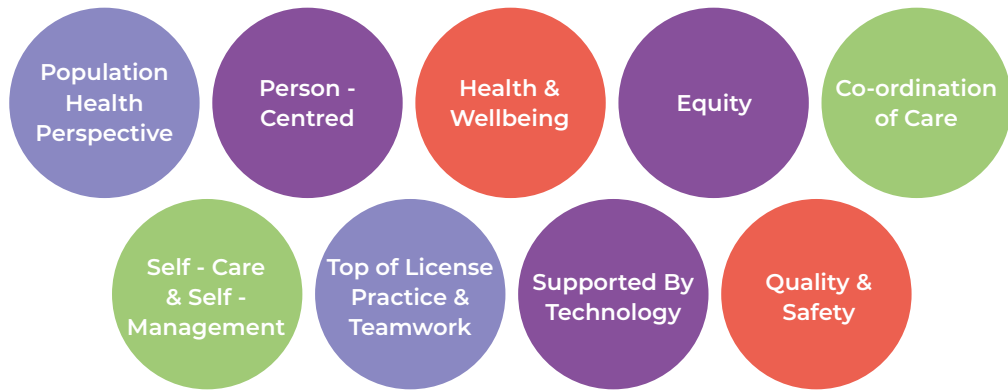 Population
Health
Perspective
Person -
Centred
Health &
Wellbeing
Equity
Co-ordination
of Care
Self - Care
& Self -
Management
Top of License
Practice &
Teamwork
Supported By
Technology
Quality &
Safety